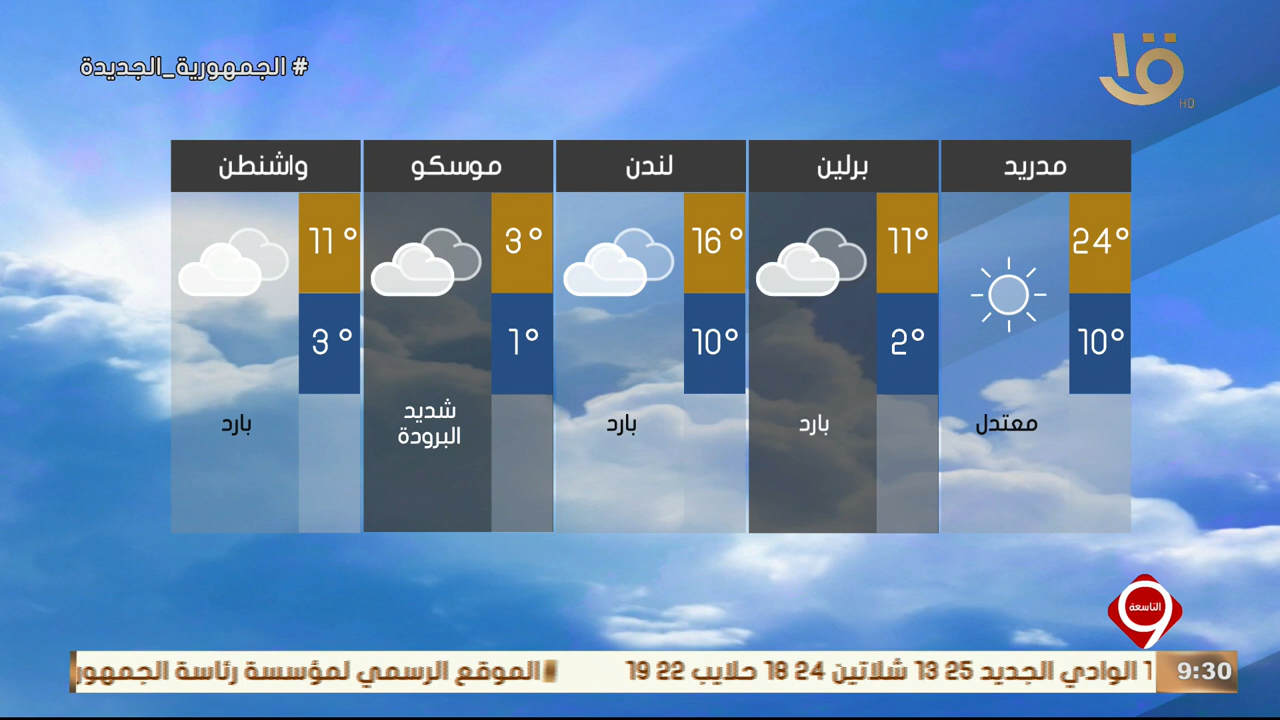 # الجمهورية_الجديدة
HD
مدريد
24°
10°
معتدل
برلين
11°
2°
بارد
لندن
16°
10°
بارد
موسكو
3°
1°
شديد
البرودة
واشنطن
11°
3°
بارد
التاسعة
9
9:30
1 الوادي الجديد 25 13 شلاتين 24 18 حلايب 22 19
الموقع الرسمي لمؤسسة رئاسة الجمهور